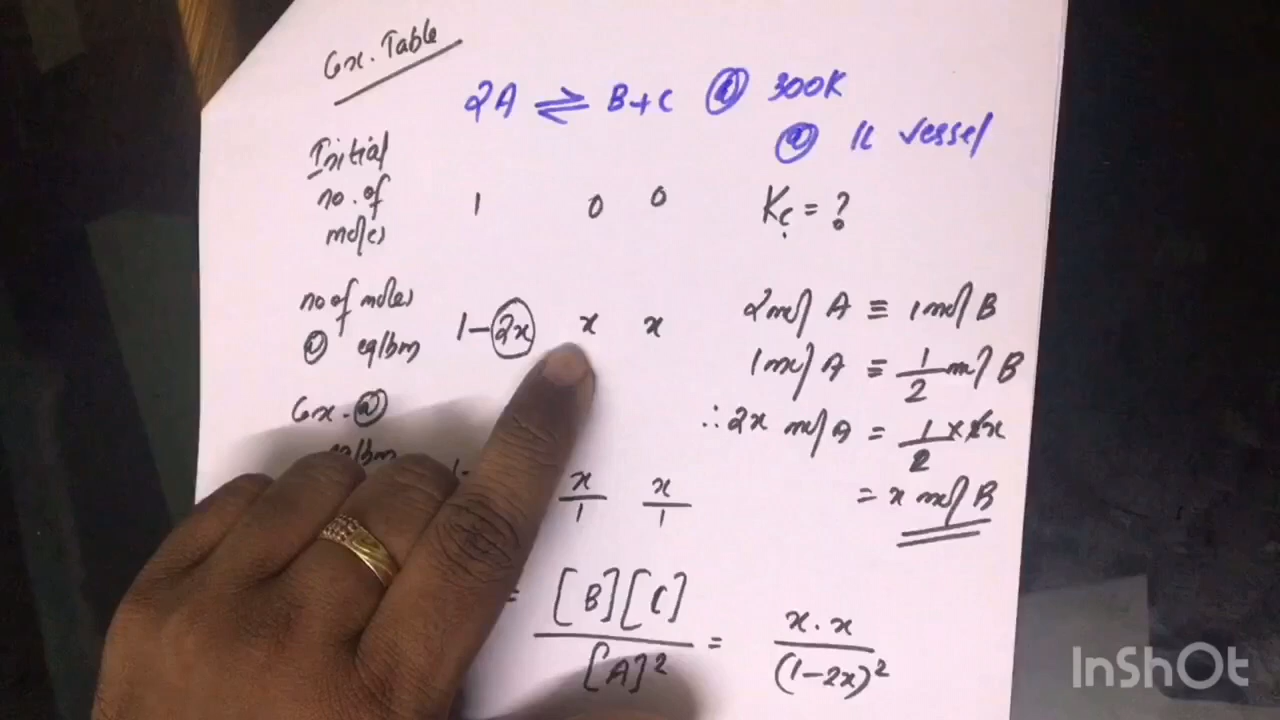 Cx. Table
2A ⇌ B+C @ 300K
@ 1L vessel
Initial
no. of
moles
1 0 0
Kc = ?
no of moles
@ eqlbm
1-2x x x
2mol A ≡ 1mol B
1mol A ≡ 1/2 mol B
∴ 2x mol A = 1/2 × 2x
= x mol B
Cx. @
eqlbm
x/1 x/1
= [B][C]/[A]² = x.x/(1-2x)²
InShOt